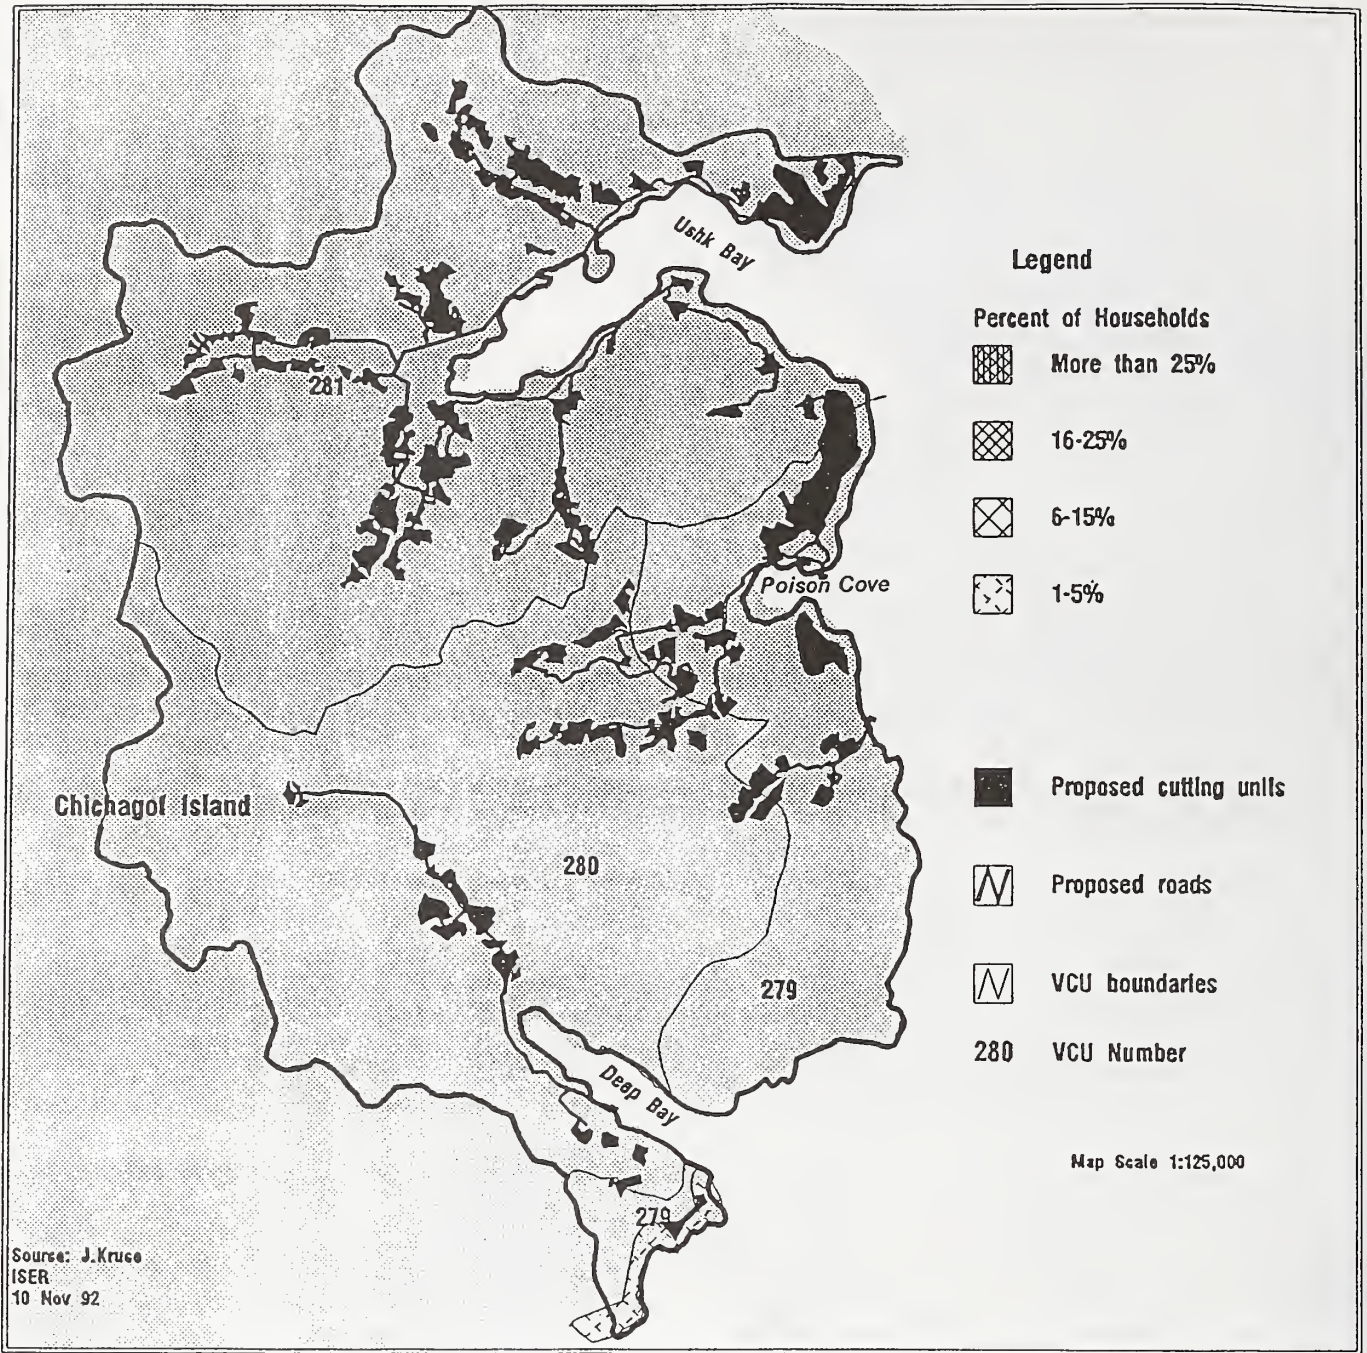 Ushk Bay
Legend
Percent of Households
More than 25%
281
16-25%
6-15%
Poison Cove
1-5%
Chichagof Island
Proposed cutting units
280
Proposed roads
279
VCU boundaries
280 VCU Number
Deep Bay
Map Scale 1:125,000
279
Source: J.Kruse
ISER
10 Nov 92